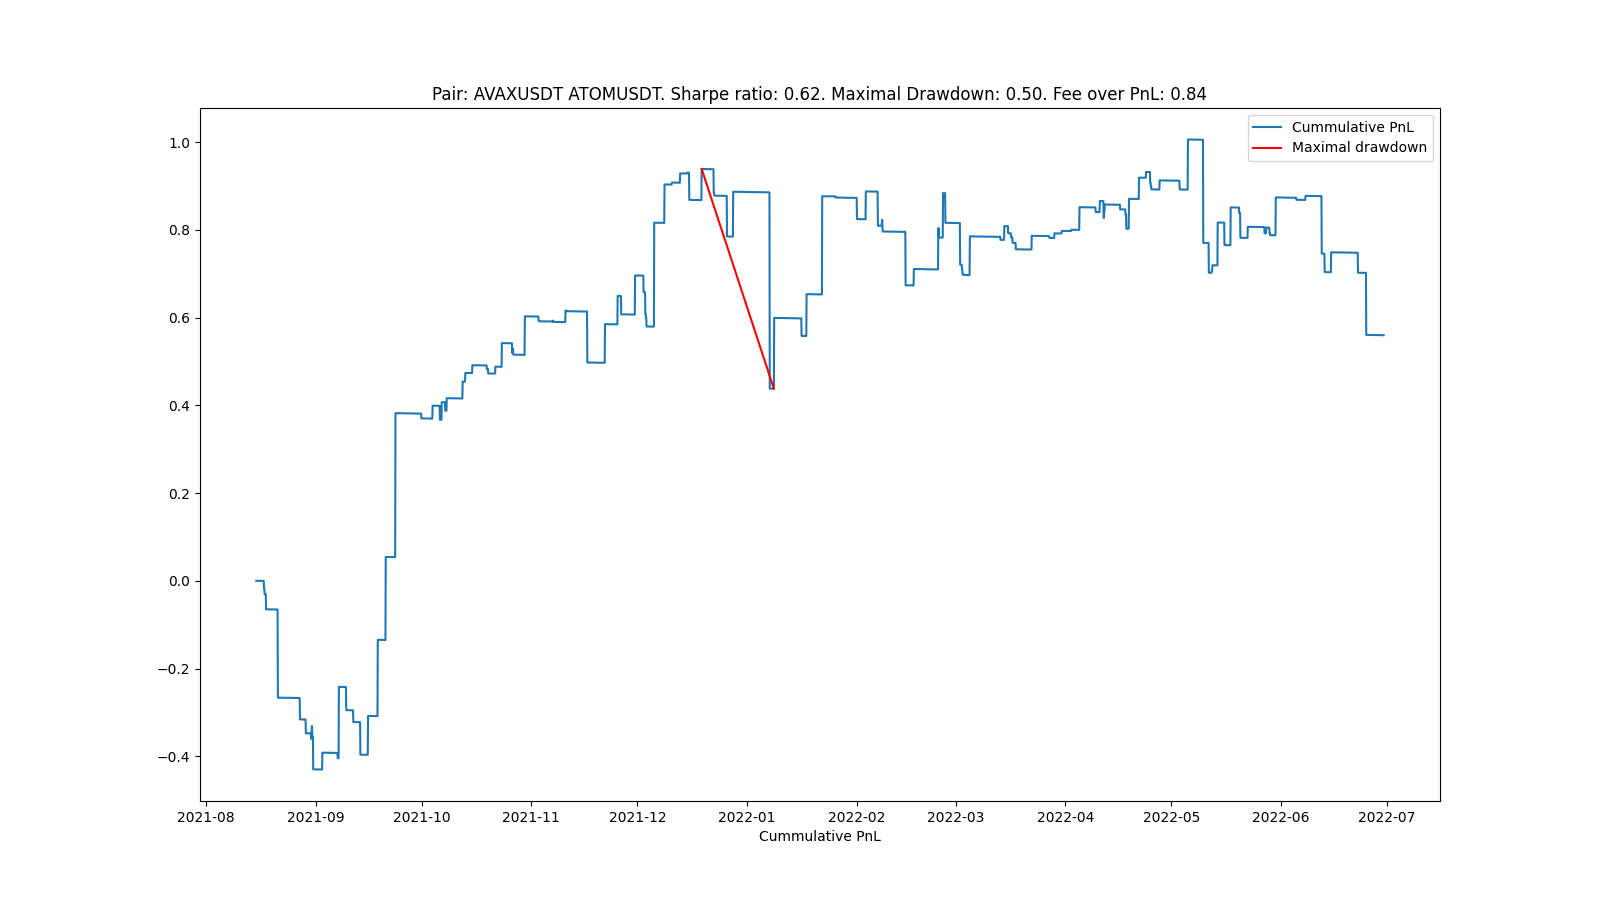 Pair: AVAXUSDT ATOMUSDT. Sharpe ratio: 0.62. Maximal Drawdown: 0.50. Fee over PnL: 0.84
Cummulative PnL
Maximal drawdown
1.0
0.8
0.6
0.4
0.2
0.0
−0.2
−0.4
2021-08 2021-09 2021-10 2021-11 2021-12 2022-01 2022-02 2022-03 2022-04 2022-05 2022-06 2022-07
Cummulative PnL